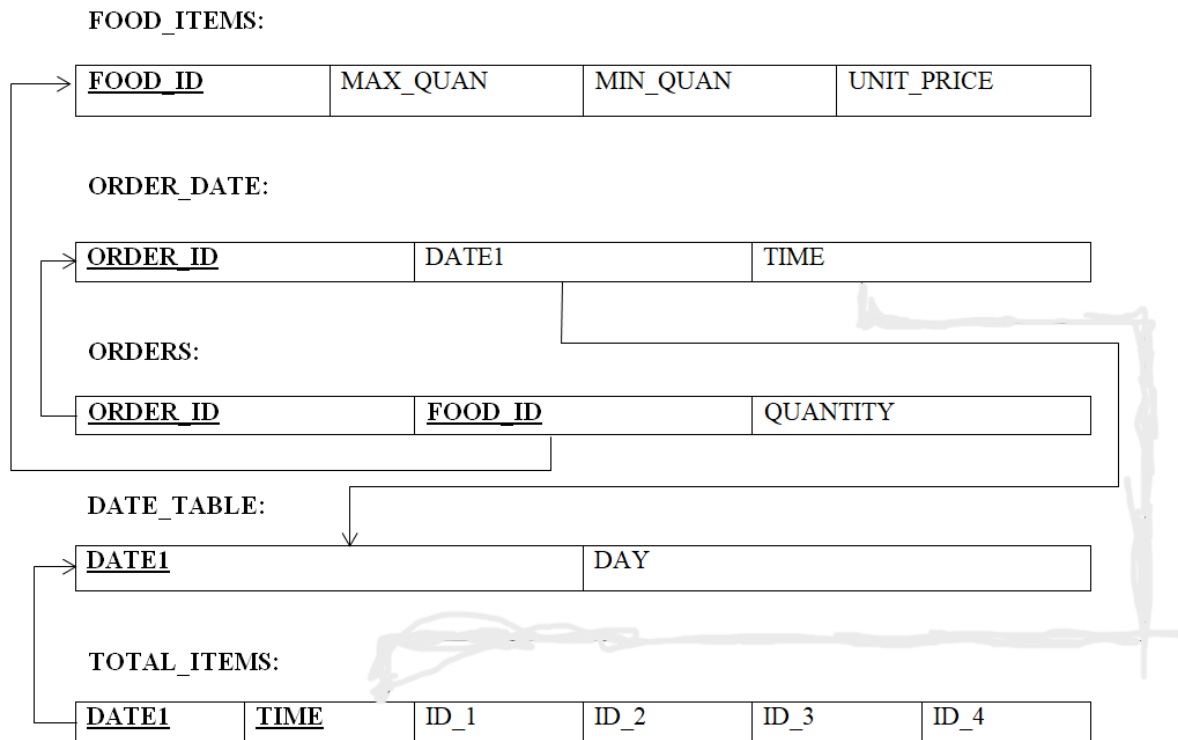 FOOD_ITEMS:
FOOD_ID MAX_QUAN MIN_QUAN UNIT_PRICE
ORDER_DATE:
ORDER_ID DATE1 TIME
ORDERS:
ORDER_ID FOOD_ID QUANTITY
DATE_TABLE:
DATE1 DAY
TOTAL_ITEMS:
DATE1 TIME ID_1 ID_2 ID_3 ID_4